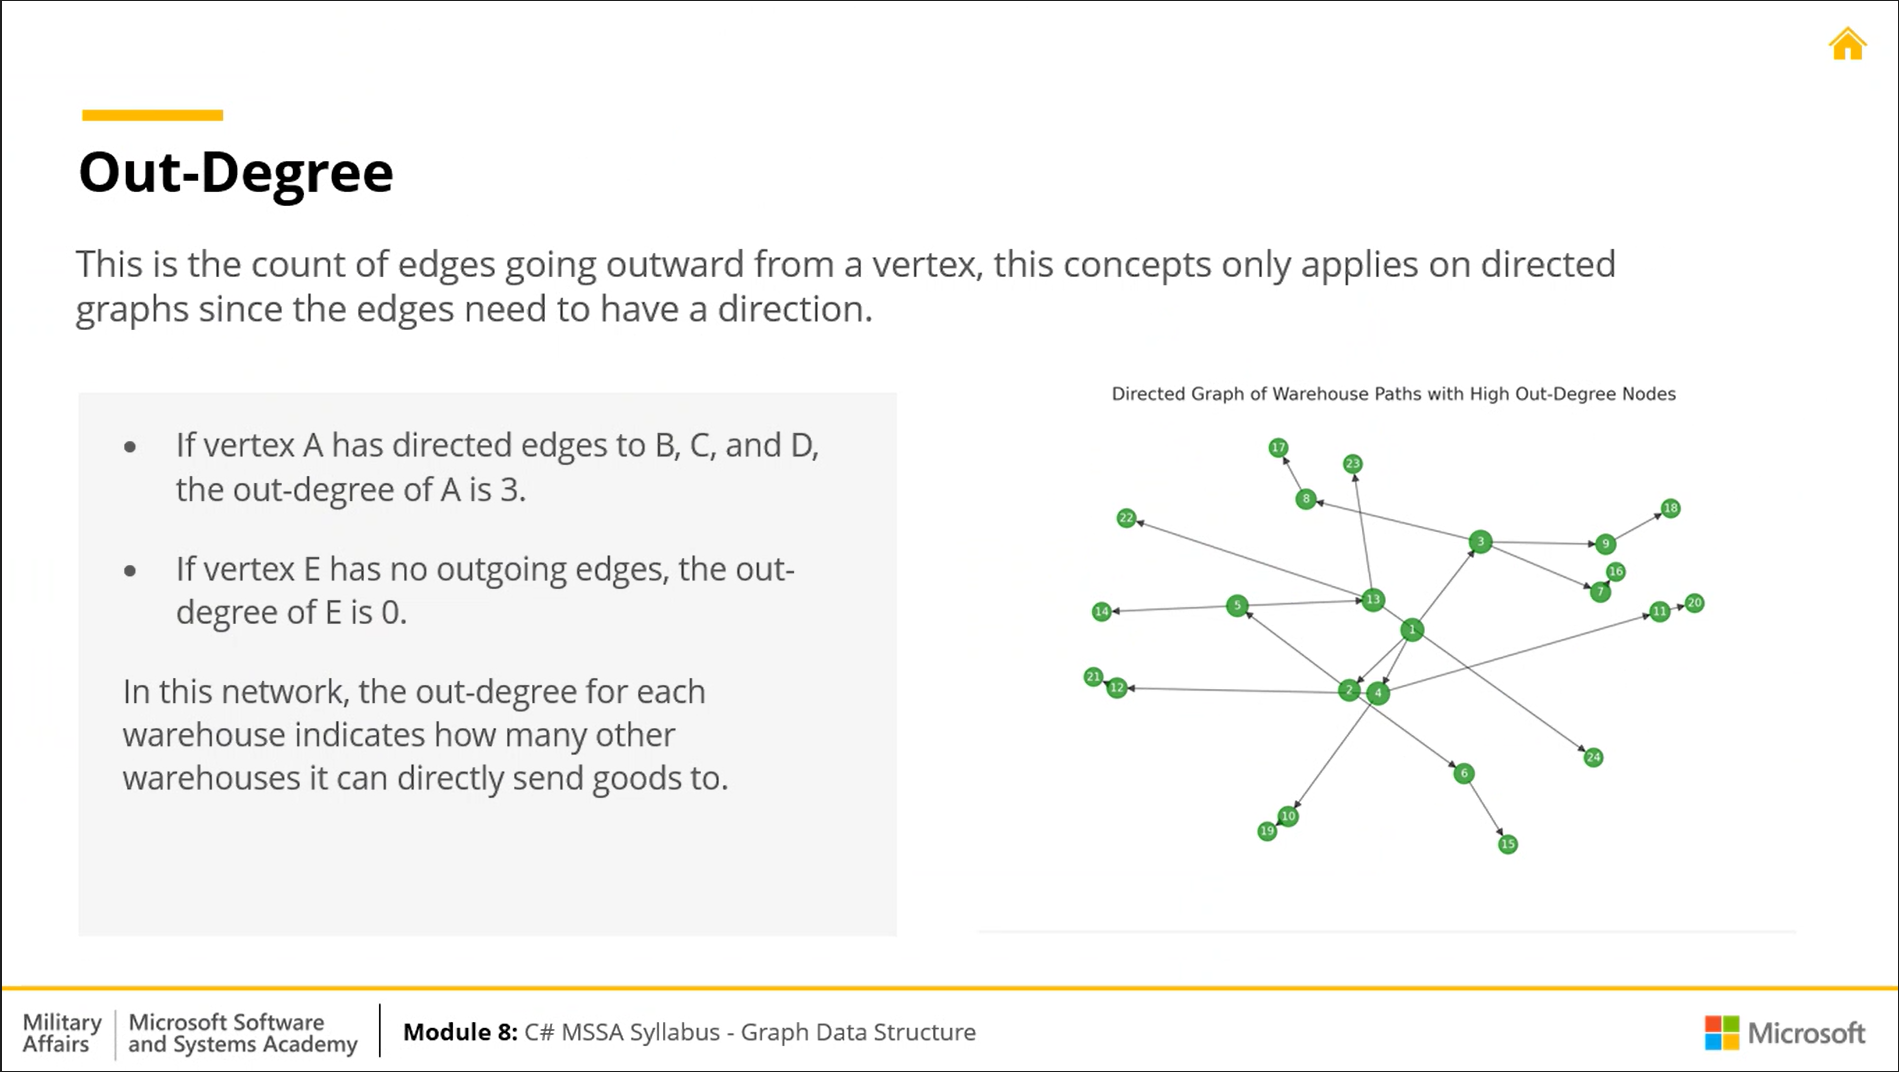 Out-Degree
This is the count of edges going outward from a vertex, this concepts only applies on directed
graphs since the edges need to have a direction.
• If vertex A has directed edges to B, C, and D,
the out-degree of A is 3.
• If vertex E has no outgoing edges, the out-
degree of E is 0.
In this network, the out-degree for each
warehouse indicates how many other
warehouses it can directly send goods to.
Directed Graph of Warehouse Paths with High Out-Degree Nodes
17
23
8
22
18
3
9
16
7
13
5
14
11
20
1
21
12
2
4
24
6
10
19
15
Military
Affairs
Microsoft Software
and Systems Academy
Module 8: C# MSSA Syllabus - Graph Data Structure
Microsoft